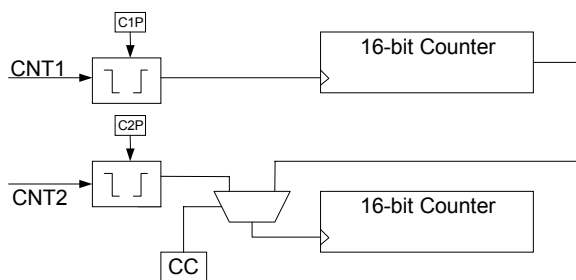 C1P
16-bit Counter
CNT1
C2P
CNT2
16-bit Counter
CC